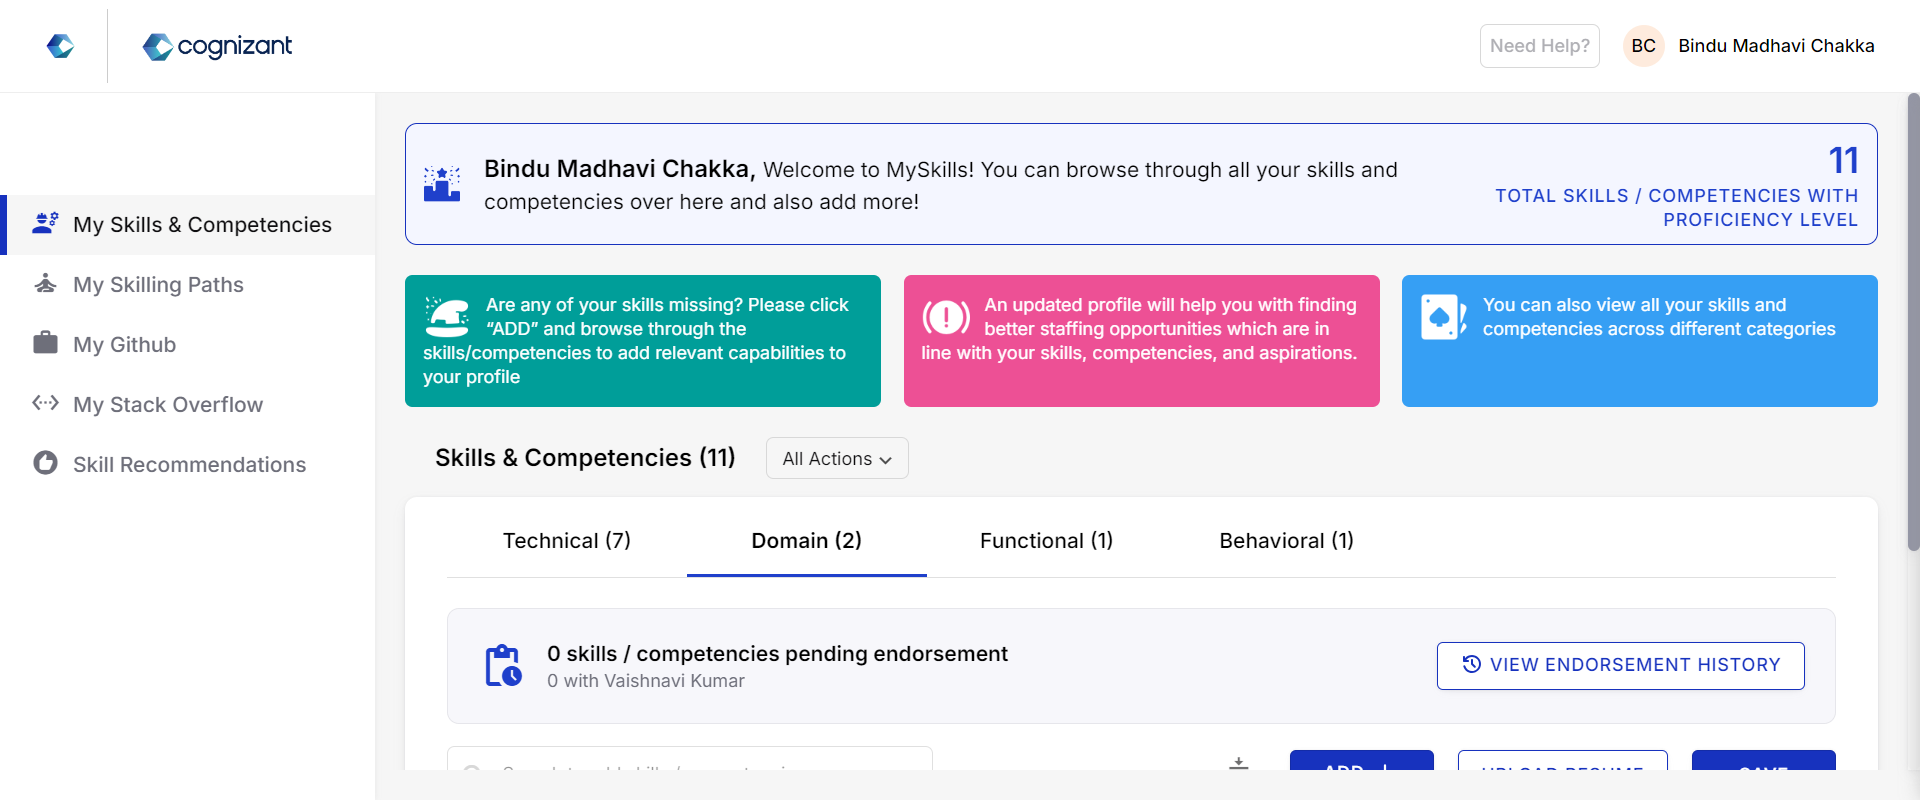 cognizant
Need Help?
BC
Bindu Madhavi Chakka
My Skills & Competencies
My Skilling Paths
My Github
My Stack Overflow
Skill Recommendations
Bindu Madhavi Chakka, Welcome to MySkills! You can browse through all your skills and
competencies over here and also add more!
11
TOTAL SKILLS / COMPETENCIES WITH
PROFICIENCY LEVEL
Are any of your skills missing? Please click
“ADD” and browse through the
skills/competencies to add relevant capabilities to
your profile
An updated profile will help you with finding
better staffing opportunities which are in
line with your skills, competencies, and aspirations.
You can also view all your skills and
competencies across different categories
Skills & Competencies (11)
All Actions
Technical (7)
Domain (2)
Functional (1)
Behavioral (1)
0 skills / competencies pending endorsement
0 with Vaishnavi Kumar
VIEW ENDORSEMENT HISTORY
ADD
UPLOAD RESUME
SAVE